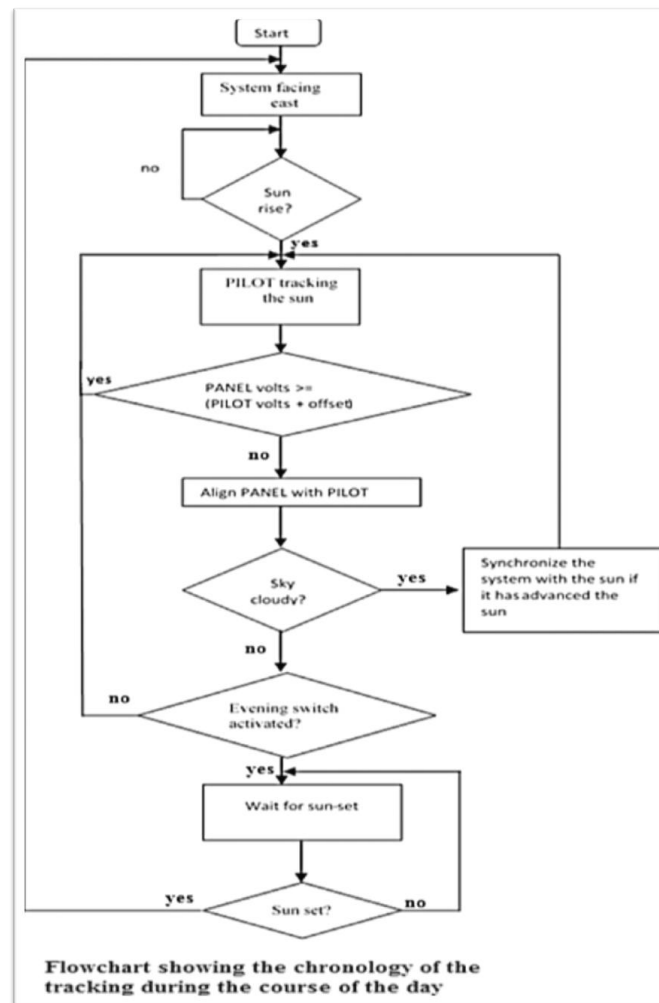 Start
System facing
east
no
Sun
rise?
yes
PILOT tracking
the sun
yes
PANEL volts >=
(PILOT volts + offset)
no
Align PANEL with PILOT
Sky
cloudy?
yes
Synchronize the
system with the sun if
it has advanced the
sun
no
no
Evening switch
activated?
yes
Wait for sun-set
yes
Sun set?
no
Flowchart showing the chronology of the
tracking during the course of the day